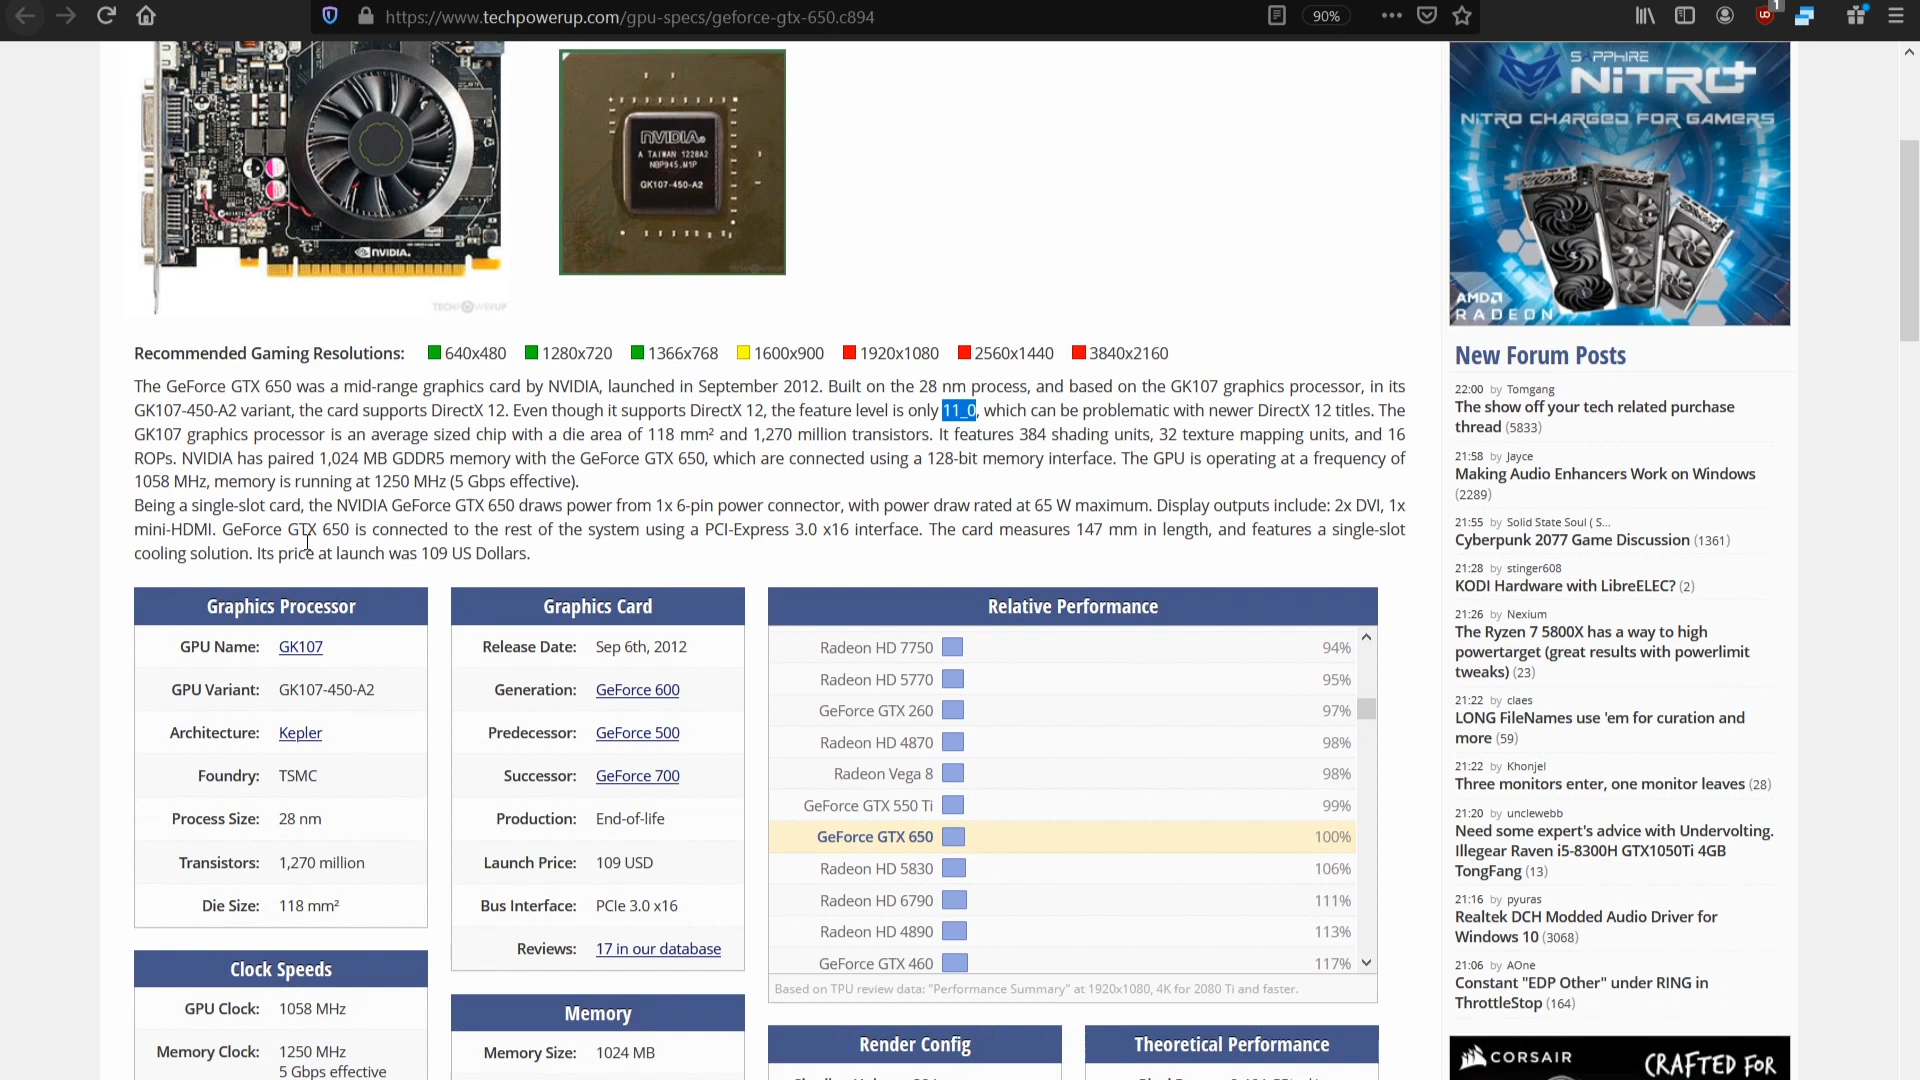 https://www.techpowerup.com/gpu-specs/geforce-gtx-650.c894
90%
1
NVIDIA.
TECHPOWERUP
NVIDIA®
A TAIWAN 1228A2
NBP945.M1P
GK107-450-A2
SAPPHIRE
NITRO+
NITRO CHARGED FOR GAMERS
AMD
RADEON
Recommended Gaming Resolutions: 640x480 1280x720 1366x768 1600x900 1920x1080 2560x1440 3840x2160
The GeForce GTX 650 was a mid-range graphics card by NVIDIA, launched in September 2012. Built on the 28 nm process, and based on the GK107 graphics processor, in its
GK107-450-A2 variant, the card supports DirectX 12. Even though it supports DirectX 12, the feature level is only 11_0, which can be problematic with newer DirectX 12 titles. The
GK107 graphics processor is an average sized chip with a die area of 118 mm² and 1,270 million transistors. It features 384 shading units, 32 texture mapping units, and 16
ROPs. NVIDIA has paired 1,024 MB GDDR5 memory with the GeForce GTX 650, which are connected using a 128-bit memory interface. The GPU is operating at a frequency of
1058 MHz, memory is running at 1250 MHz (5 Gbps effective).
Being a single-slot card, the NVIDIA GeForce GTX 650 draws power from 1x 6-pin power connector, with power draw rated at 65 W maximum. Display outputs include: 2x DVI, 1x
mini-HDMI. GeForce GTX 650 is connected to the rest of the system using a PCI-Express 3.0 x16 interface. The card measures 147 mm in length, and features a single-slot
cooling solution. Its price at launch was 109 US Dollars.
Graphics Processor
GPU Name: GK107
GPU Variant: GK107-450-A2
Architecture: Kepler
Foundry: TSMC
Process Size: 28 nm
Transistors: 1,270 million
Die Size: 118 mm²
Clock Speeds
GPU Clock: 1058 MHz
Memory Clock: 1250 MHz
5 Gbps effective
Graphics Card
Release Date: Sep 6th, 2012
Generation: GeForce 600
Predecessor: GeForce 500
Successor: GeForce 700
Production: End-of-life
Launch Price: 109 USD
Bus Interface: PCIe 3.0 x16
Reviews: 17 in our database
Memory
Memory Size: 1024 MB
Relative Performance
Radeon HD 7750 94%
Radeon HD 5770 95%
GeForce GTX 260 97%
Radeon HD 4870 98%
Radeon Vega 8 98%
GeForce GTX 550 Ti 99%
GeForce GTX 650 100%
Radeon HD 5830 106%
Radeon HD 6790 111%
Radeon HD 4890 113%
GeForce GTX 460 117%
Based on TPU review data: "Performance Summary" at 1920x1080, 4K for 2080 Ti and faster.
Render Config
Theoretical Performance
New Forum Posts
22:00 by Tomgang
The show off your tech related purchase
thread (5833)
21:58 by Jayce
Making Audio Enhancers Work on Windows
(2289)
21:55 by Solid State Soul ( S...
Cyberpunk 2077 Game Discussion (1361)
21:28 by stinger608
KODI Hardware with LibreELEC? (2)
21:26 by Nexium
The Ryzen 7 5800X has a way to high
powertarget (great results with powerlimit
tweaks) (23)
21:22 by claes
LONG FileNames use 'em for curation and
more (59)
21:22 by Khonjel
Three monitors enter, one monitor leaves (28)
21:20 by unclewebb
Need some expert's advice with Undervolting.
Illegear Raven i5-8300H GTX1050Ti 4GB
TongFang (13)
21:16 by pyuras
Realtek DCH Modded Audio Driver for
Windows 10 (3068)
21:06 by AOne
Constant "EDP Other" under RING in
ThrottleStop (164)
CORSAIR
CRAFTED FOR